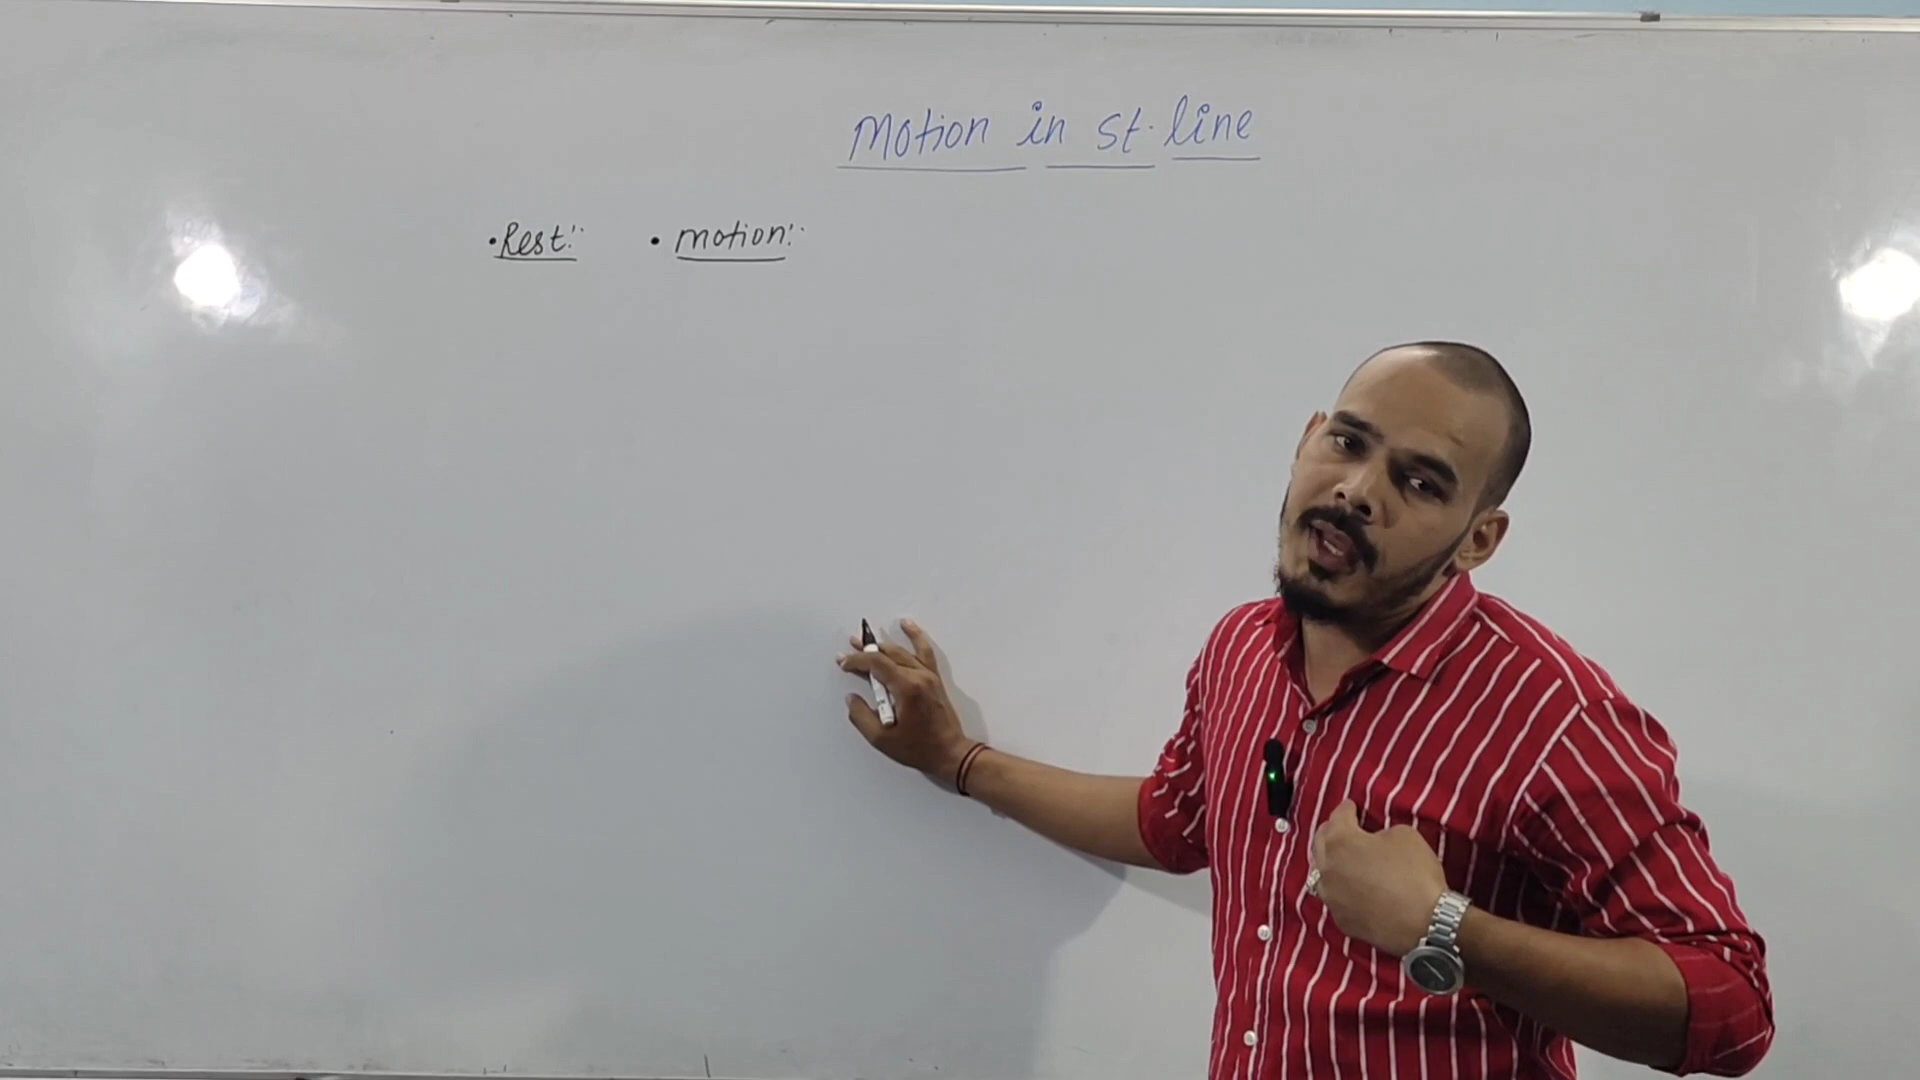 Motion in st. line
• Rest:- • motion:-